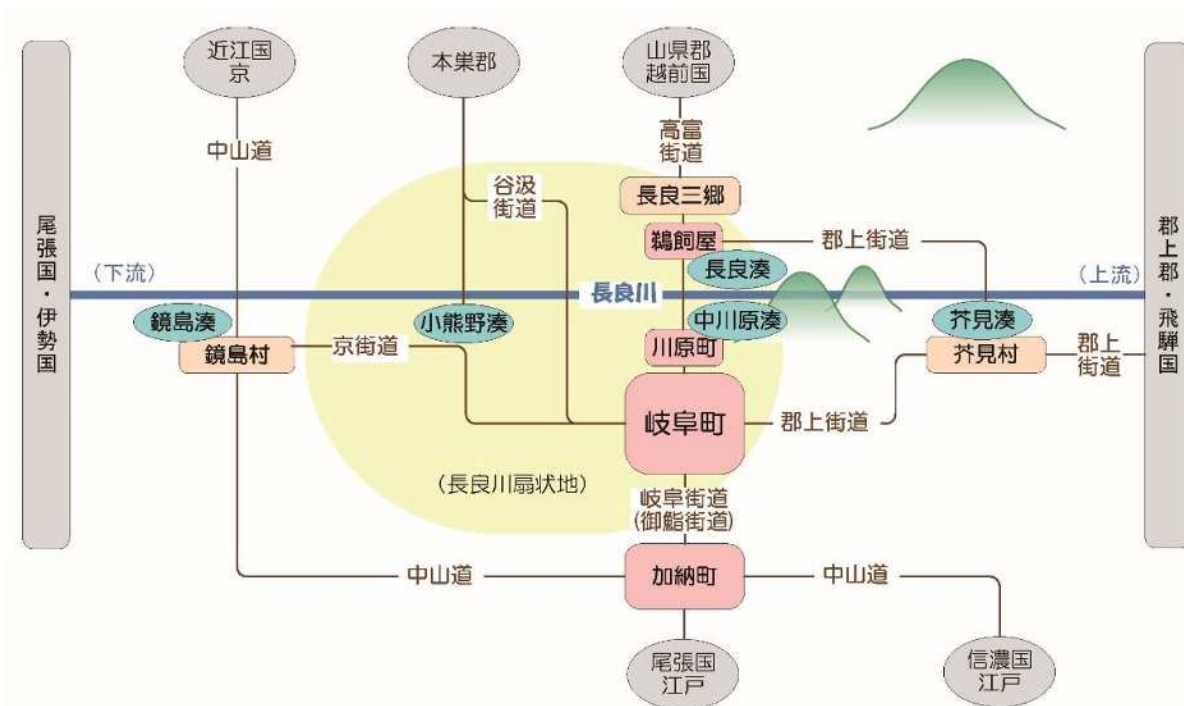 近江国
京
本巣郡
山県郡
越前国
高富
街道
中山道
谷汲
街道
長良三郷
鵜飼屋
郡上街道
長良湊
尾張国・伊勢国
郡上郡・飛騨国
(下流)
(上流)
長良川
鏡島湊
小熊野湊
中川原湊
芥見湊
鏡島村
京街道
川原町
芥見村
郡上
街道
岐阜町
郡上街道
(長良川扇状地)
岐阜街道
(御鮨街道)
中山道
加納町
中山道
尾張国
江戸
信濃国
江戸